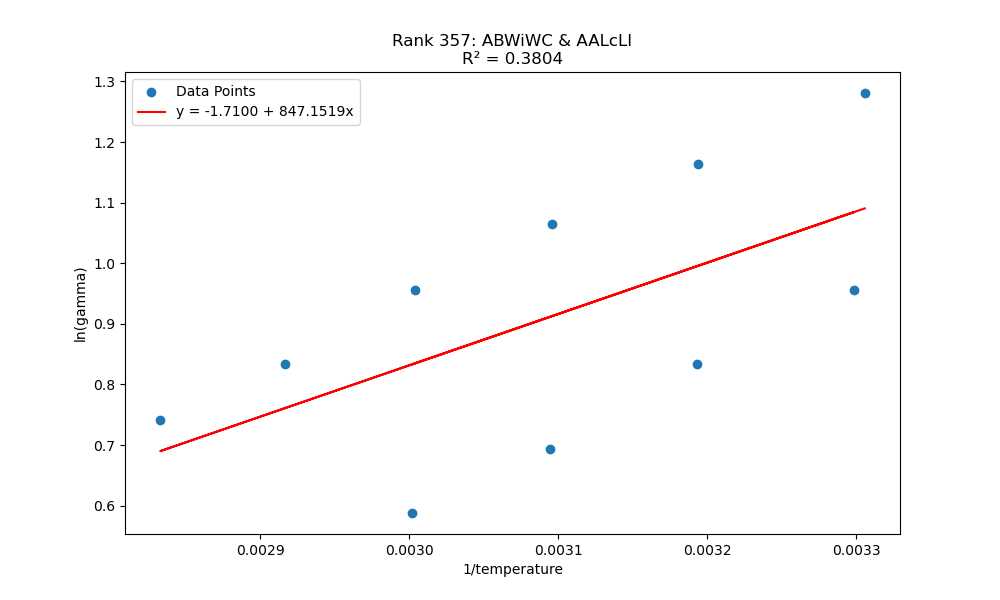 Rank 357: ABWiWC & AALcLI
R² = 0.3804
Data Points
y = -1.7100 + 847.1519x
ln(gamma)
1.3
1.2
1.1
1.0
0.9
0.8
0.7
0.6
0.0029
0.0030
0.0031
0.0032
0.0033
1/temperature